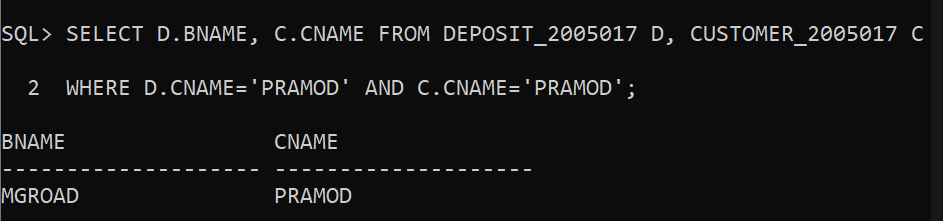 SQL> SELECT D.BNAME, C.CNAME FROM DEPOSIT_2005017 D, CUSTOMER_2005017 C
  2  WHERE D.CNAME='PRAMOD' AND C.CNAME='PRAMOD';
BNAME                CNAME
-------------------- --------------------
MGROAD               PRAMOD